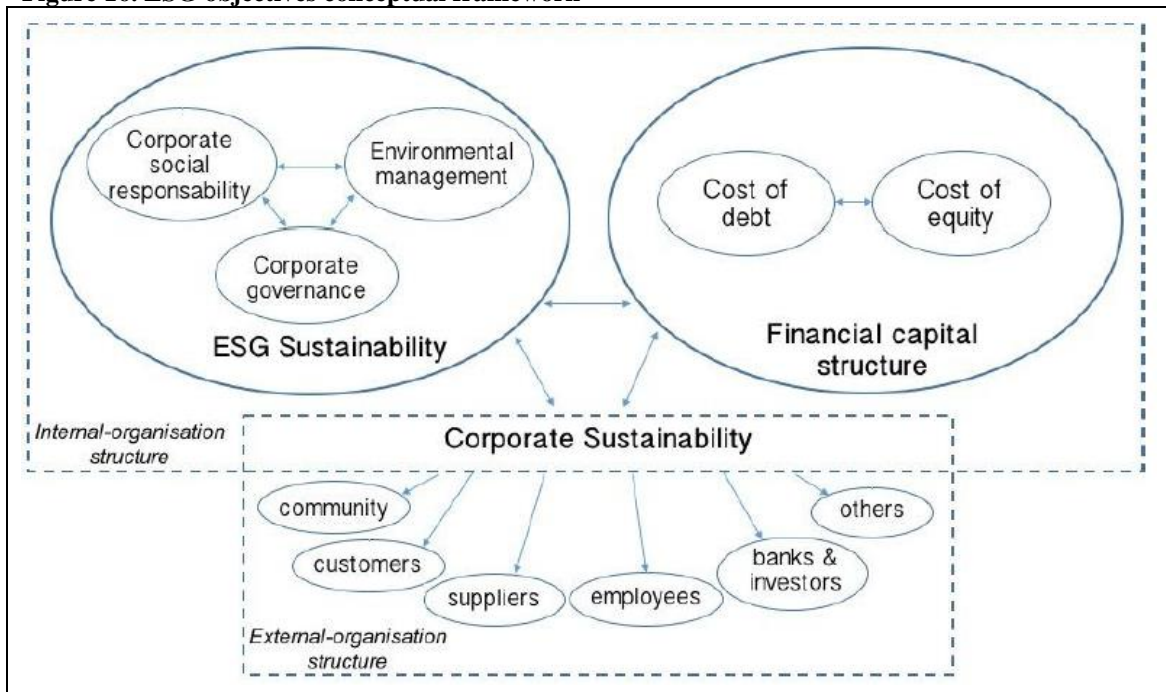 Figure 10. ESG objectives conceptual framework
Corporate
social
responsability
Environmental
management
Corporate
governance
ESG Sustainability
Cost of
debt
Cost of
equity
Financial capital
structure
Internal-organisation
structure
Corporate Sustainability
community
customers
suppliers
employees
banks &
investors
others
External-organisation
structure